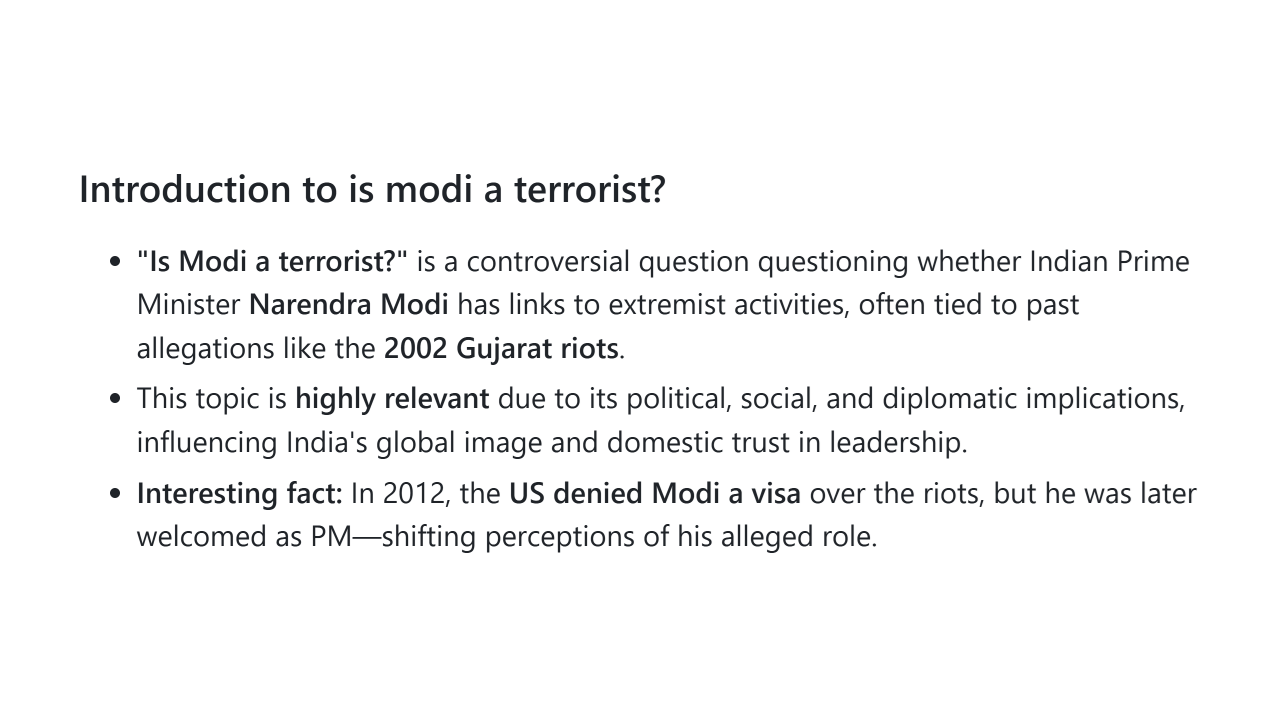 Introduction to is modi a terrorist?
"Is Modi a terrorist?" is a controversial question questioning whether Indian Prime
Minister Narendra Modi has links to extremist activities, often tied to past
allegations like the 2002 Gujarat riots.
This topic is highly relevant due to its political, social, and diplomatic implications,
influencing India's global image and domestic trust in leadership.
Interesting fact: In 2012, the US denied Modi a visa over the riots, but he was later
welcomed as PM—shifting perceptions of his alleged role.